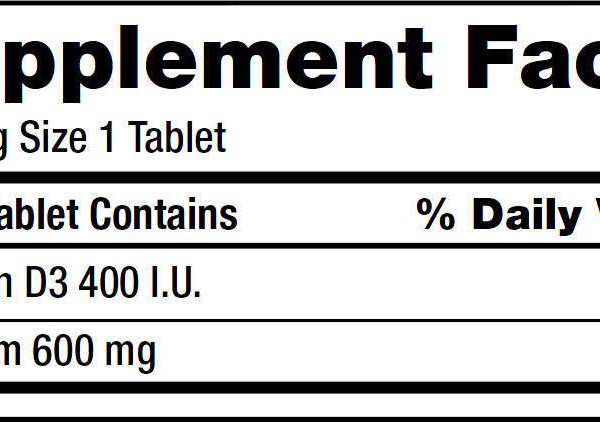 pplement Fac
g Size 1 Tablet
ablet Contains % Daily V
n D3 400 I.U.
m 600 mg